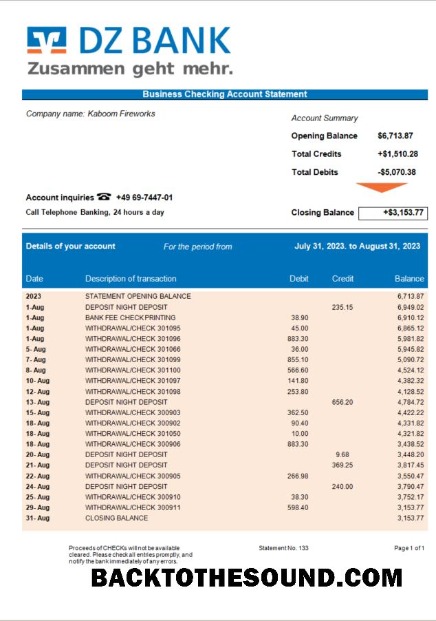 DZ BANK
Zusammen geht mehr.
Business Checking Account Statement
Company name: Kaboom Fireworks
Account Summary
Opening Balance $6,713.87
Total Credits +$1,510.28
Total Debits -$5,070.38
Account Inquiries ☎ +49 69-7447-01
Call Telephone Banking, 24 hours a day
Closing Balance +$3,153.77
Details of your account For the period from July 31, 2023. to August 31, 2023
Date Description of transaction Debit Credit Balance
2023 STATEMENT OPENING BALANCE 6,713.87
1-Aug DEPOSIT NIGHT DEPOSIT 235.15 6,949.02
1-Aug BANK FEE CHECK PRINTING 38.90 6,910.12
1-Aug WITHDRAWAL/CHECK 301095 45.00 6,865.12
1-Aug WITHDRAWAL/CHECK 301096 883.30 5,981.82
5-Aug WITHDRAWAL/CHECK 301066 36.00 5,945.82
7-Aug WITHDRAWAL/CHECK 301099 855.10 5,090.72
8-Aug WITHDRAWAL/CHECK 301100 566.60 4,524.12
10-Aug WITHDRAWAL/CHECK 301097 141.80 4,382.32
12-Aug WITHDRAWAL/CHECK 301098 253.80 4,128.52
13-Aug DEPOSIT NIGHT DEPOSIT 656.20 4,784.72
15-Aug WITHDRAWAL/CHECK 300903 362.50 4,422.22
18-Aug WITHDRAWAL/CHECK 300902 90.40 4,331.82
18-Aug WITHDRAWAL/CHECK 301050 10.00 4,321.82
18-Aug WITHDRAWAL/CHECK 300906 883.30 3,438.52
20-Aug DEPOSIT NIGHT DEPOSIT 9.68 3,448.20
21-Aug DEPOSIT NIGHT DEPOSIT 369.25 3,817.45
22-Aug WITHDRAWAL/CHECK 300905 266.98 3,550.47
24-Aug DEPOSIT NIGHT DEPOSIT 240.00 3,790.47
25-Aug WITHDRAWAL/CHECK 300910 38.30 3,752.17
29-Aug WITHDRAWAL/CHECK 300911 598.40 3,153.77
31-Aug CLOSING BALANCE 3,153.77
Proceeds of CHECKs will not be available
cleared. Please check all entries promptly, and
notify the bank immediately of any errors.
Statement No. 133
Page 1 of 1
BACKTOTHESOUND.COM